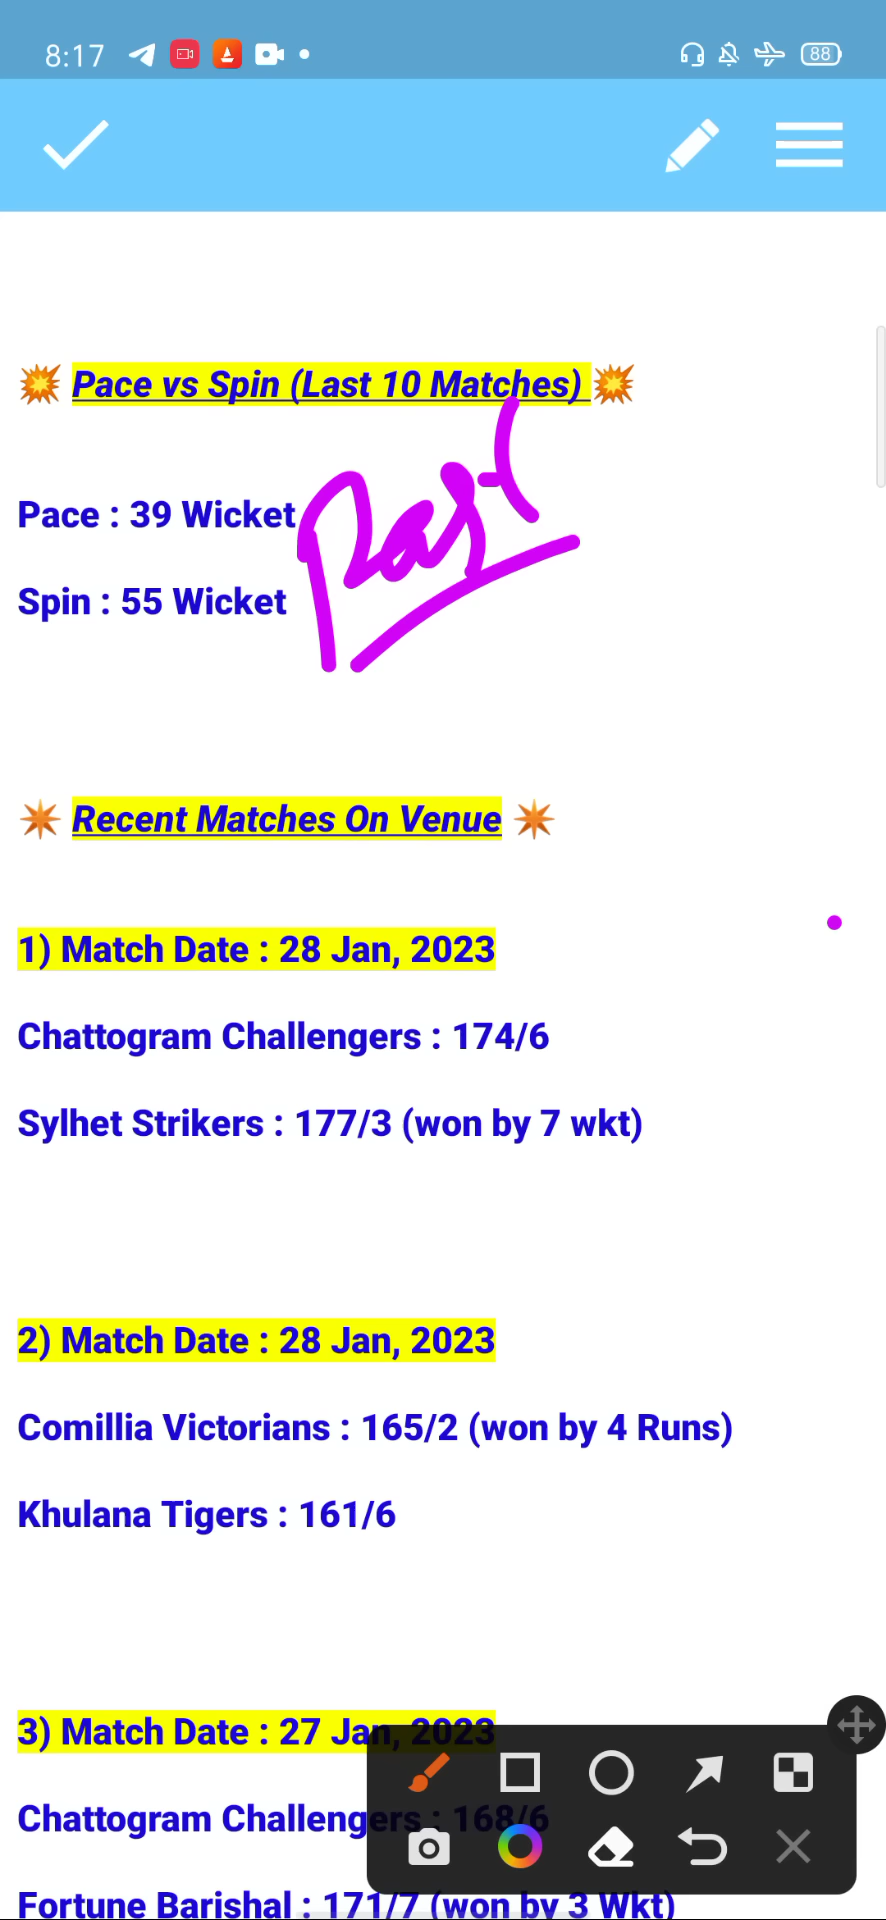 8:17
88
Pace vs Spin (Last 10 Matches)
Pace : 39 Wicket
Spin : 55 Wicket
Recent Matches On Venue
1) Match Date : 28 Jan, 2023
Chattogram Challengers : 174/6
Sylhet Strikers : 177/3 (won by 7 wkt)
2) Match Date : 28 Jan, 2023
Comillia Victorians : 165/2 (won by 4 Runs)
Khulana Tigers : 161/6
3) Match Date : 27 Jan, 2023
Chattogram Challengers : 168/6
Fortune Barishal : 171/7 (won by 3 Wkt)